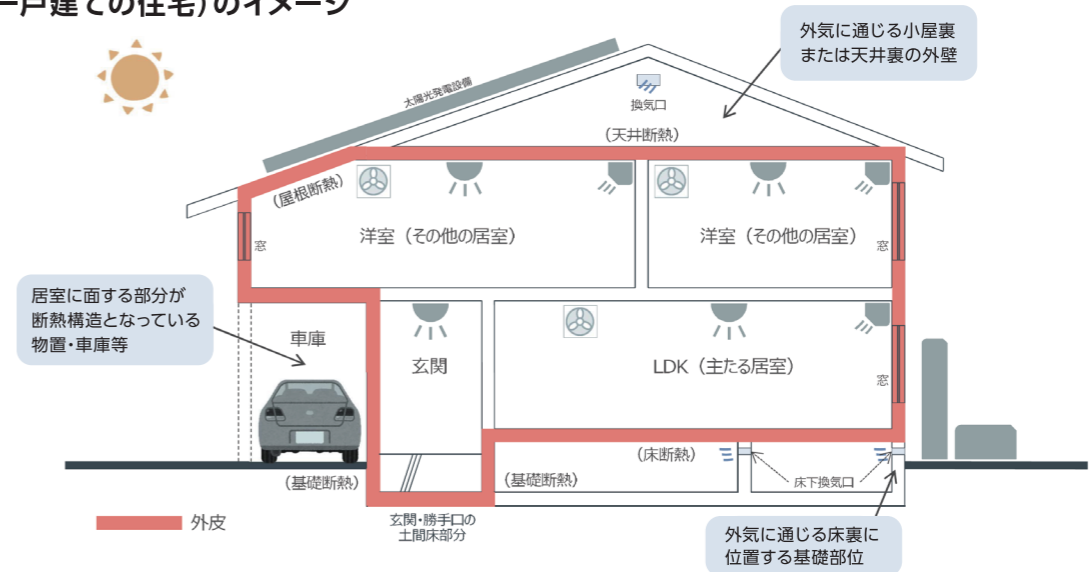 一戸建ての住宅)のイメージ
外気に通じる小屋裏
または天井裏の外壁
太陽光発電設備
換気口
(天井断熱)
(屋根断熱)
洋室(その他の居室)
洋室(その他の居室)
窓
窓
居室に面する部分が
断熱構造となっている
物置・車庫等
車庫
玄関
LDK(主たる居室)
窓
(床断熱)
(基礎断熱)
(基礎断熱)
床下換気口
外皮
玄関・勝手口の
土間床部分
外気に通じる床裏に
位置する基礎部位